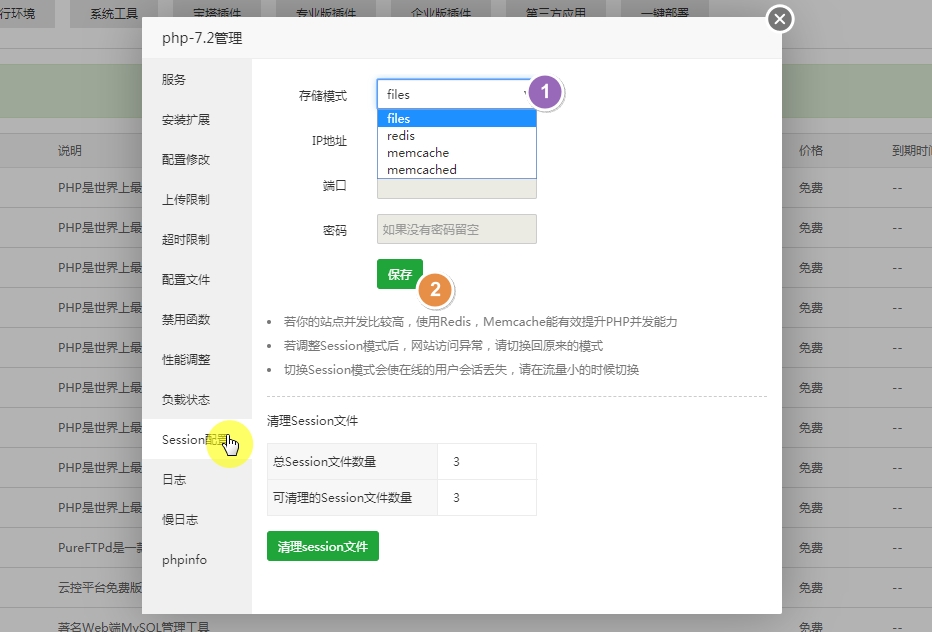 行环境 系统工具 宝塔插件 专业版插件 企业版插件 第三方应用 一键部署
php-7.2管理
服务
安装扩展
配置修改
上传限制
超时限制
配置文件
禁用函数
性能调整
负载状态
Session配置
日志
慢日志
phpinfo
存储模式 files 1
files
redis
memcache
memcached
IP地址
端口
密码 如果没有密码留空
保存 2
若你的站点并发比较高，使用Redis，Memcache能有效提升PHP并发能力
若调整Session模式后，网站访问异常，请切换回原来的模式
切换Session模式会使在线的用户会话丢失，请在流量小的时候切换
清理Session文件
总Session文件数量 3
可清理的Session文件数量 3
清理session文件
说明 价格 到期时间
PHP是世界上最 免费 --
PHP是世界上最 免费 --
PHP是世界上最 免费 --
PHP是世界上最 免费 --
PHP是世界上最 免费 --
PHP是世界上最 免费 --
PHP是世界上最 免费 --
PHP是世界上最 免费 --
PHP是世界上最 免费 --
PureFTPd是一款 免费 --
云控平台免费版 免费 --
著名Web端MySQL管理工具 免费 --